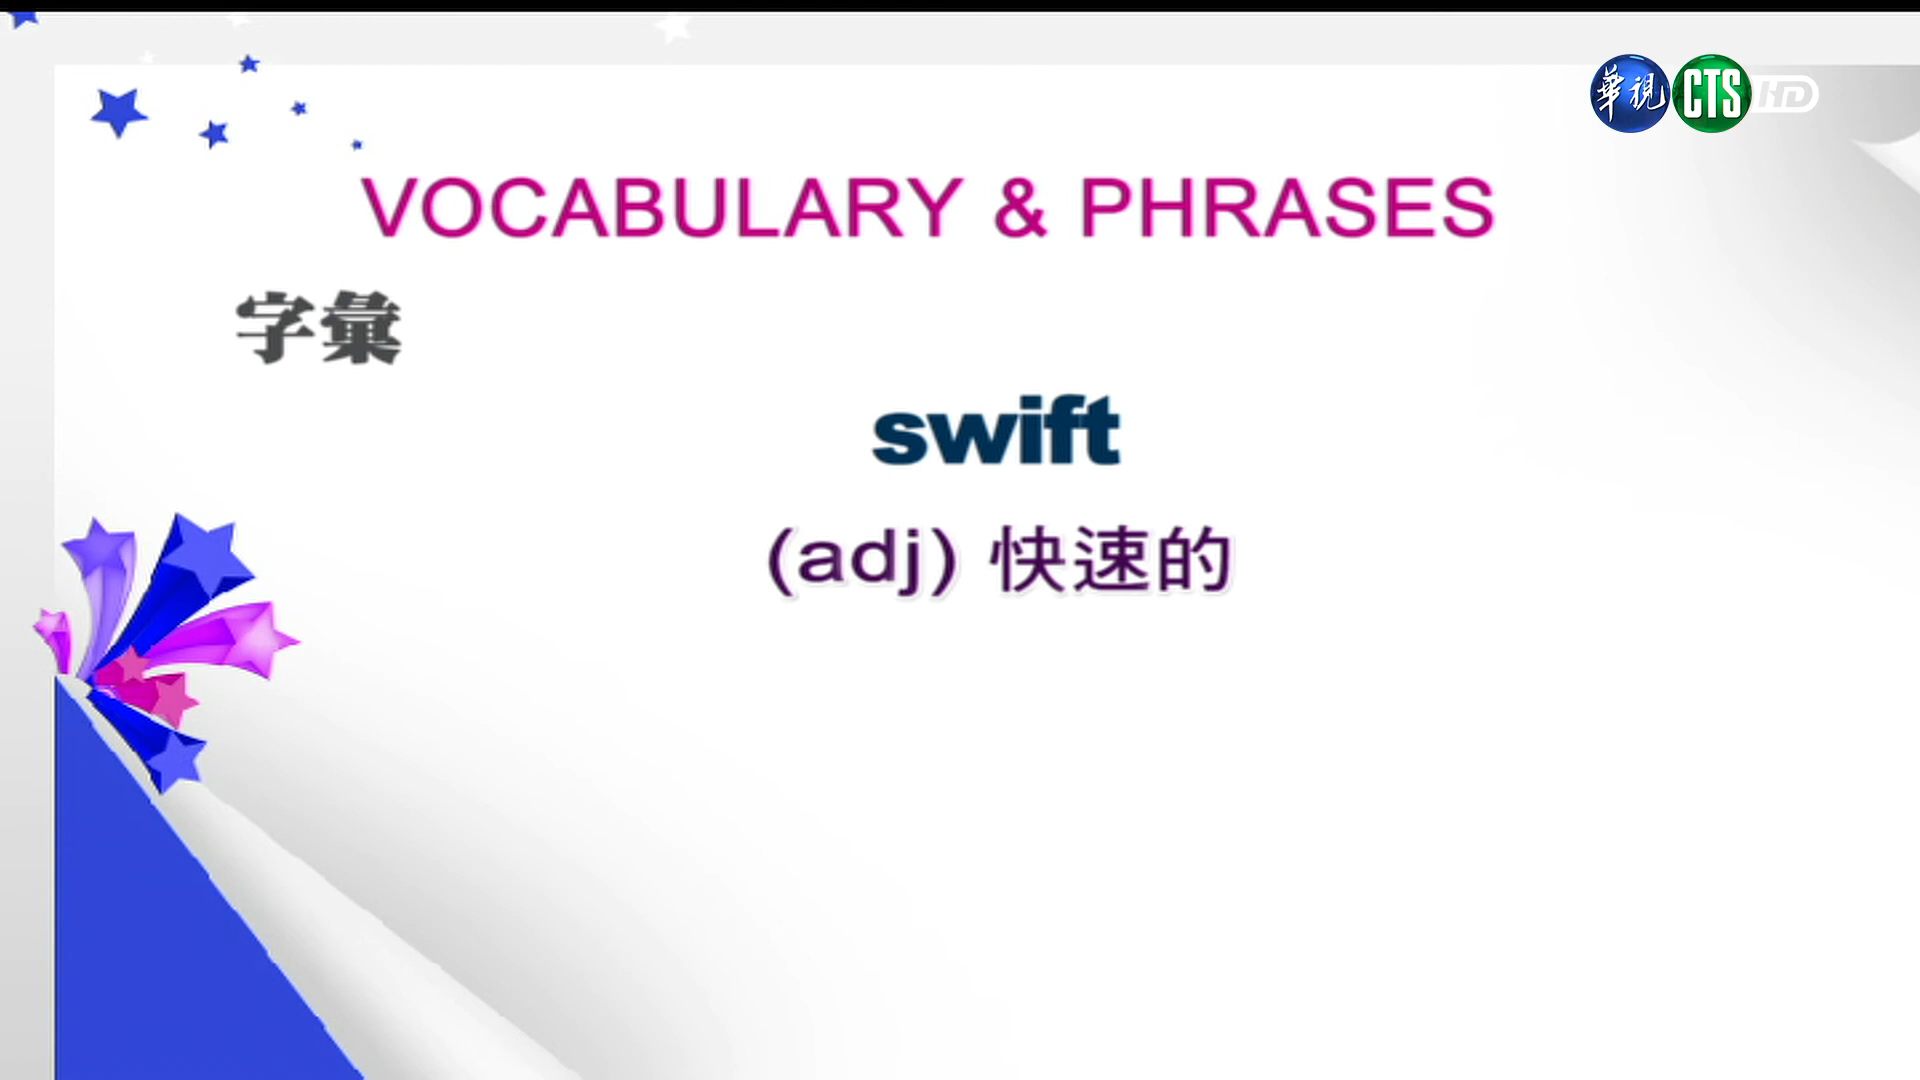 華視 CTS HD
VOCABULARY & PHRASES
字彙
swift
(adj) 快速的